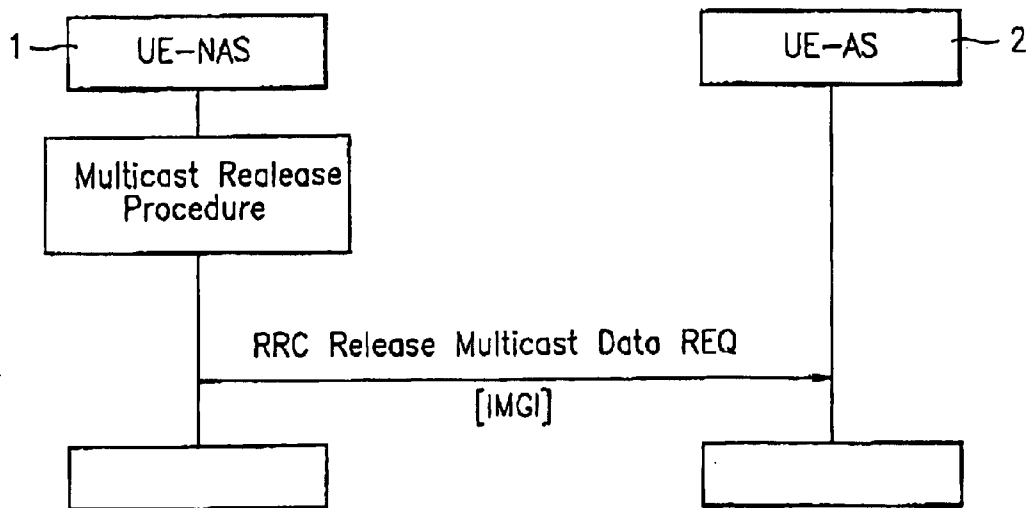 1 UE-NAS UE-AS 2
Multicast Realease
Procedure
RRC Release Multicast Data REQ
[IMGI]